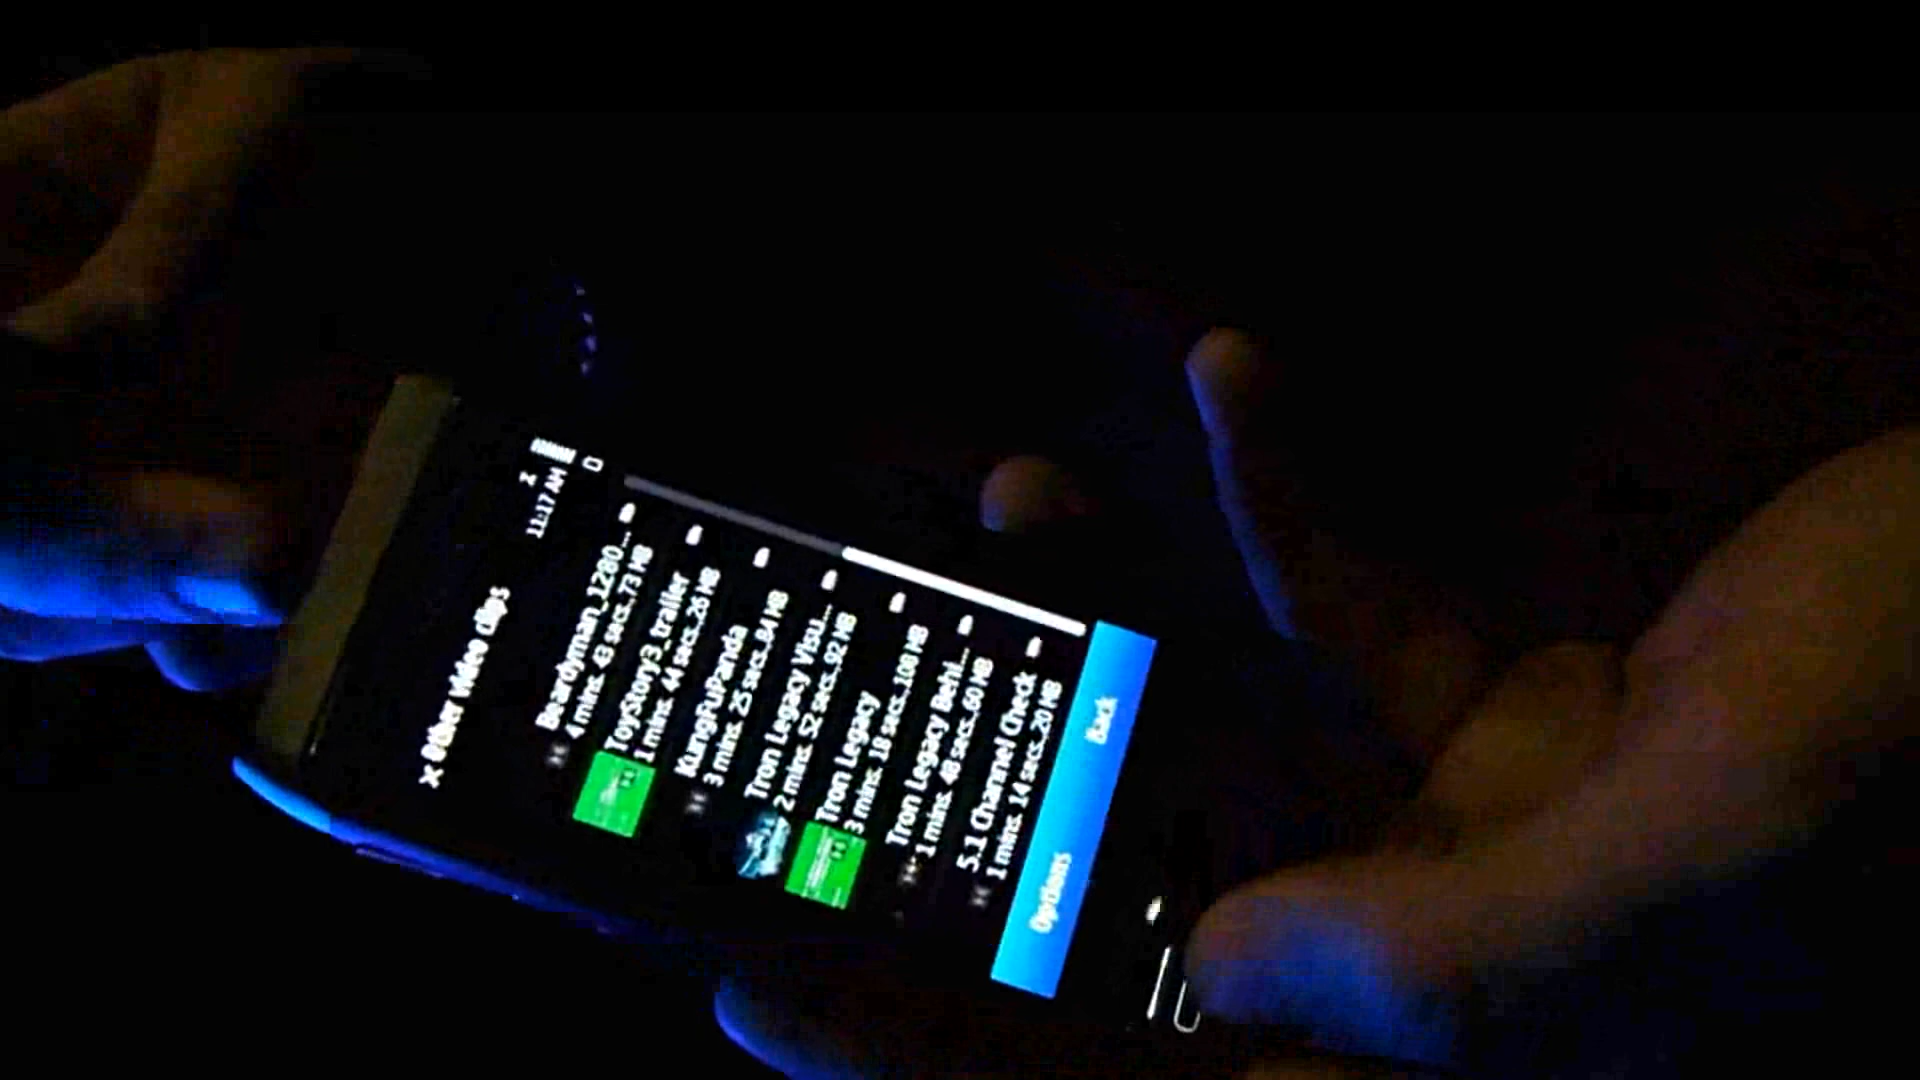 11:17 AM
Other video clips
Beardyman_1280...
4 mins. 43 secs.,73 MB
ToyStory3_trailer
1 mins. 44 secs.,26 MB
KungFuPanda
3 mins. 25 secs.,84 MB
Tron Legacy Visu...
2 mins. 52 secs.,92 MB
Tron Legacy
3 mins. 18 secs.,108 MB
Tron Legacy Behi...
1 mins. 48 secs.,60 MB
5.1 Channel Check
1 mins. 14 secs.,20 MB
Options Back